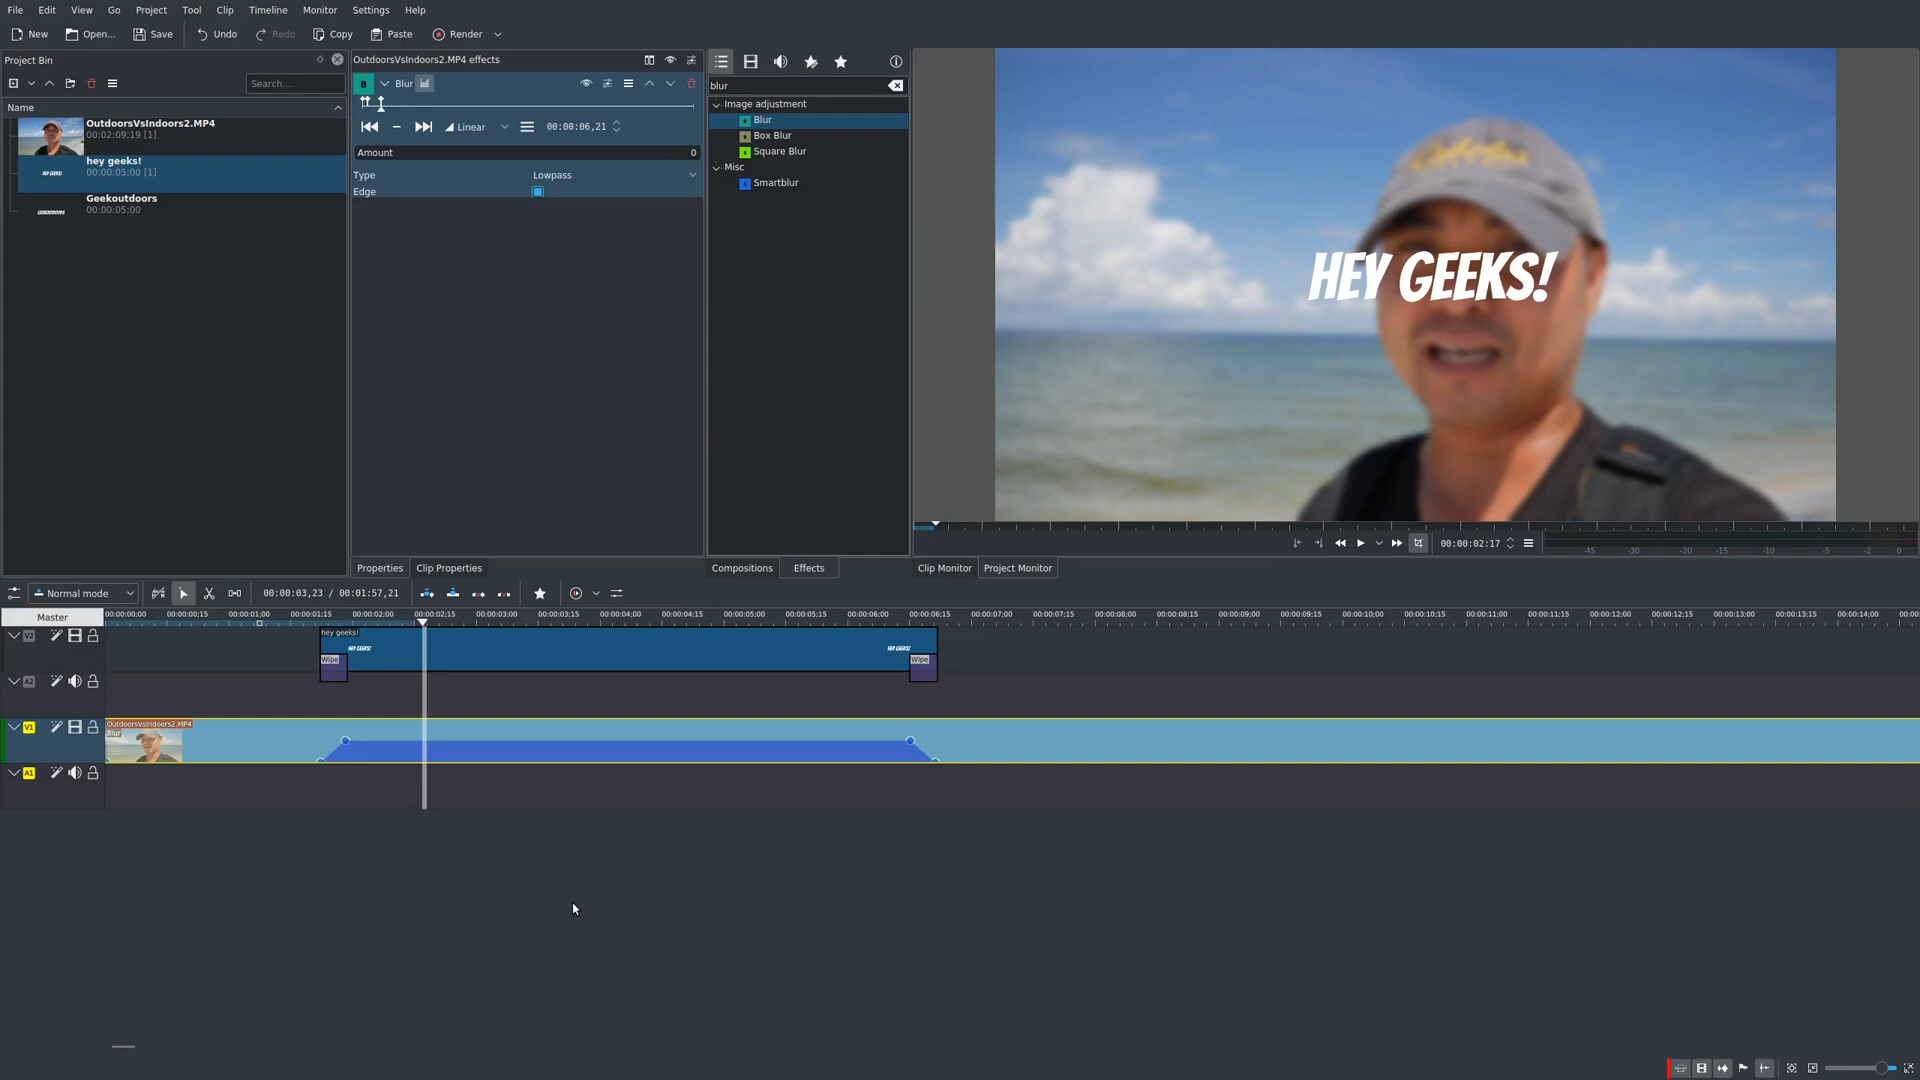 File Edit View Go Project Tool Clip Timeline Monitor Settings Help
New Open... Save Undo Redo Copy Paste Render
Project Bin
Search...
Name
OutdoorsVsIndoors2.MP4
00:02:09;19 [1]
HEY GEEKS!
hey geeks!
00:00:05;00 [1]
GEEKOUTDOORS
Geekoutdoors
00:00:05;00
OutdoorsVsIndoors2.MP4 effects
B Blur
Linear 00:00:06,21
Amount 0
Type Lowpass
Edge
Properties Clip Properties
blur
Image adjustment
Blur
Box Blur
Square Blur
Misc
Smartblur
Compositions Effects
HEY GEEKS!
00:00:02:17
-45 -30 -20 -15 -10 -5 -2 0
Clip Monitor Project Monitor
Normal mode 00:00:03,23 / 00:01:57,21
Master 00:00:00;00 00:00:00;15 00:00:01;00 00:00:01;15 00:00:02;00 00:00:02;15 00:00:03;00 00:00:03;15 00:00:04;00 00:00:04;15 00:00:05;00 00:00:05;15 00:00:06;00 00:00:06;15 00:00:07;00 00:00:07;15 00:00:08;00 00:00:08;15 00:00:09;00 00:00:09;15 00:00:10;00 00:00:10;15 00:00:11;00 00:00:11;15 00:00:12;00 00:00:12;15 00:00:13;00 00:00:13;15 00:00:14;00
V2 hey geeks!
HEY GEEKS! HEY GEEKS!
Wipe Wipe
A2
V1 OutdoorsVsIndoors2.MP4
Blur
A1